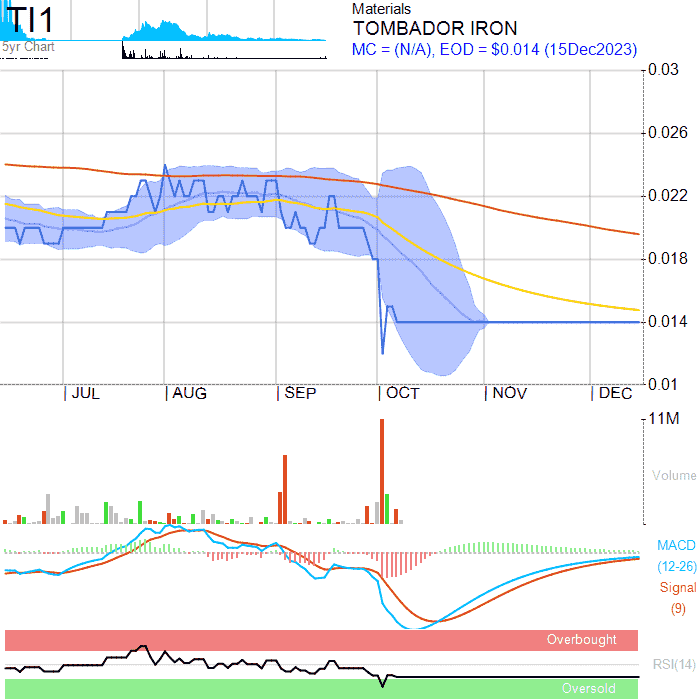 TI1
5yr Chart
Materials
TOMBADOR IRON
MC = (N/A), EOD = $0.014 (15Dec2023)
0.03
0.026
0.022
0.018
0.014
0.01
JUL AUG SEP OCT NOV DEC
11M
Volume
MACD
(12-26)
Signal
(9)
Overbought
RSI(14)
Oversold